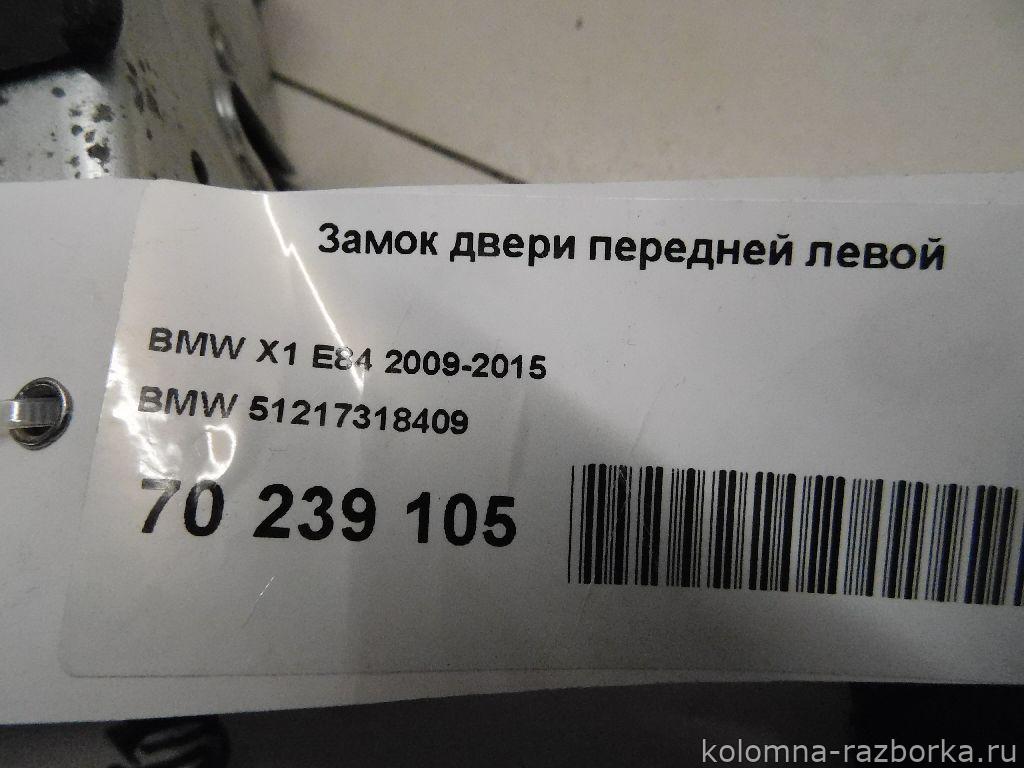 Замок двери передней левой
BMW X1 E84 2009-2015
BMW 51217318409
70 239 105
kolomna-razborka.ru